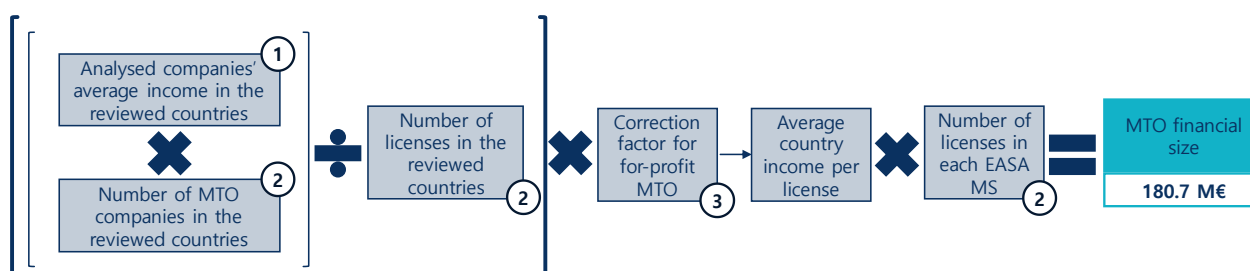 1
Analysed companies'
average income in the
reviewed countries
2
Number of MTO
companies in the
reviewed countries
Number of
licenses in the
reviewed
countries
2
Correction
factor for
for-profit
MTO
3
Average
country
income per
license
Number of
licenses in
each EASA
MS
2
MTO financial
size
180.7 M€